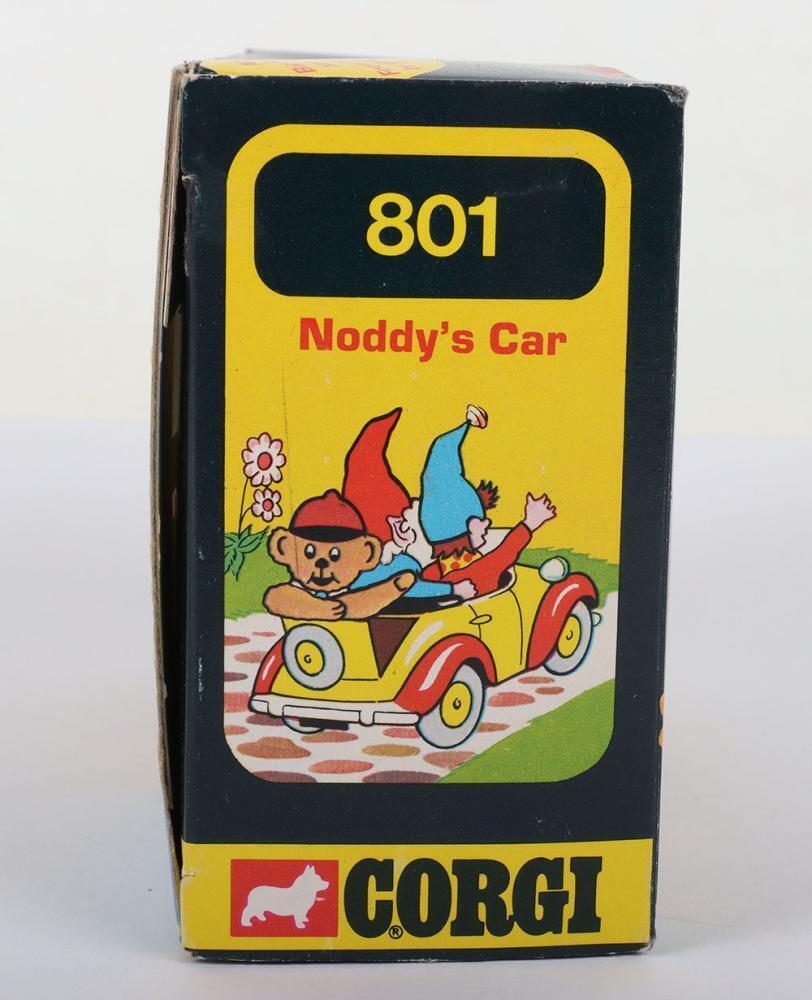 801
Noddy's Car
CORGI
®